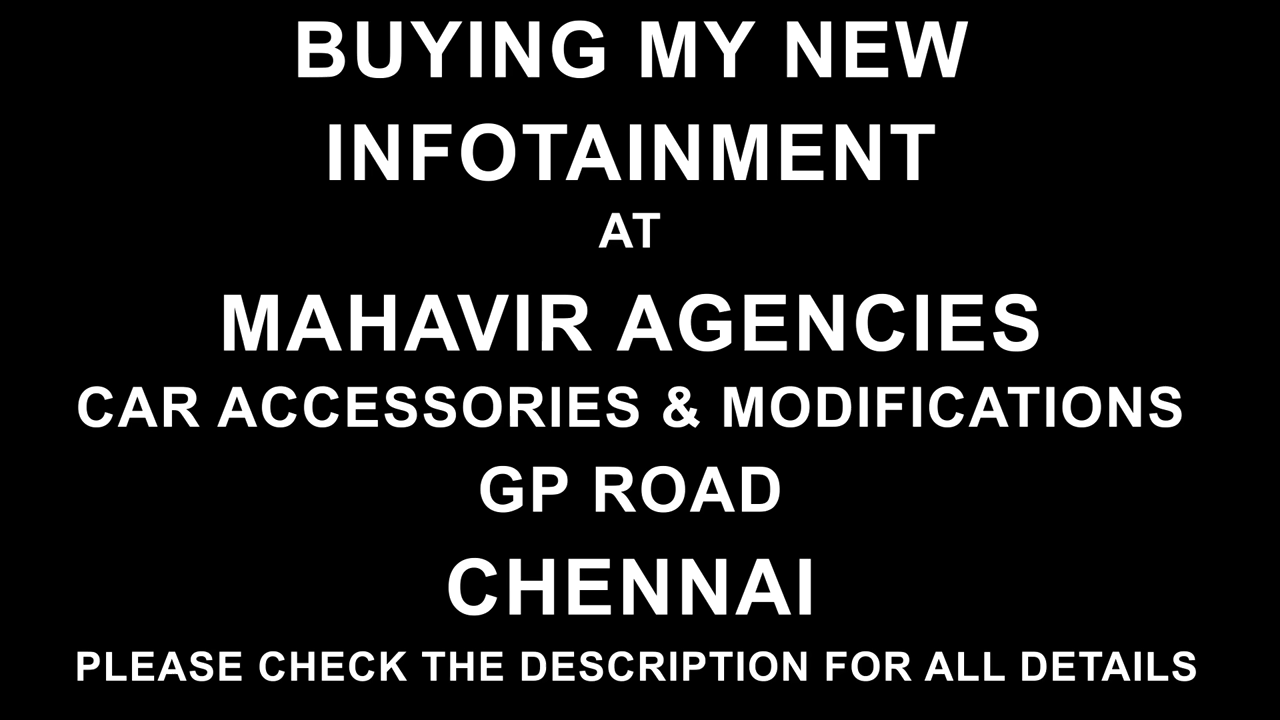 BUYING MY NEW
INFOTAINMENT
AT
MAHAVIR AGENCIES
CAR ACCESSORIES & MODIFICATIONS
GP ROAD
CHENNAI
PLEASE CHECK THE DESCRIPTION FOR ALL DETAILS